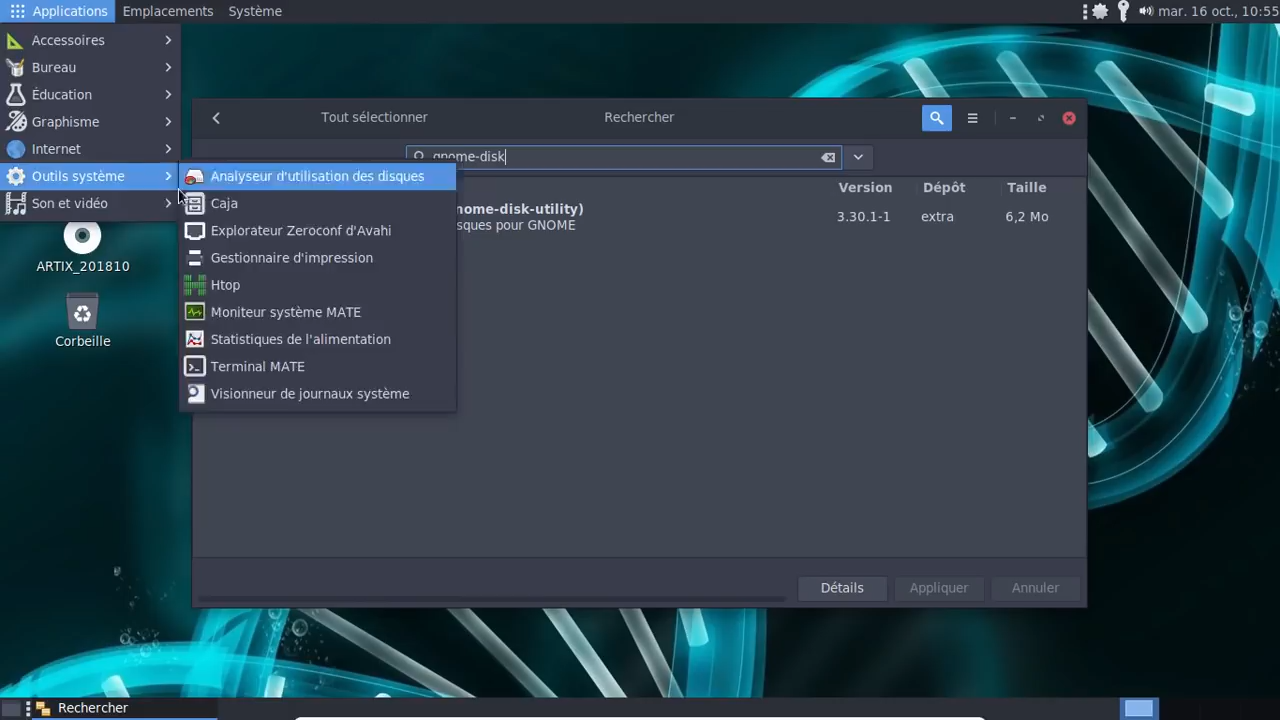 Applications Emplacements Système mar. 16 oct., 10:55
Accessoires
Bureau
Éducation
Graphisme
Internet
Outils système
Son et vidéo
Analyseur d'utilisation des disques
Caja
Explorateur Zeroconf d'Avahi
Gestionnaire d'impression
Htop
Moniteur système MATE
Statistiques de l'alimentation
Terminal MATE
Visionneur de journaux système
ARTIX_201810
Corbeille
Tout sélectionner Rechercher
gnome-disk
Version Dépôt Taille
nome-disk-utility) 3.30.1-1 extra 6,2 Mo
sques pour GNOME
Détails Appliquer Annuler
Rechercher